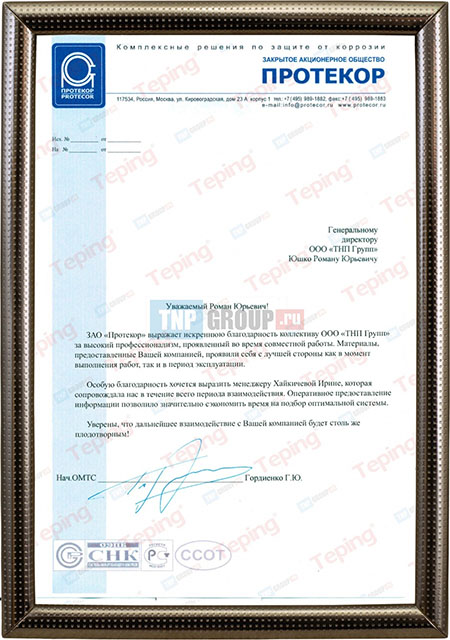 Комплексные решения по защите от коррозии
ЗАКРЫТОЕ АКЦИОНЕРНОЕ ОБЩЕСТВО
ПРОТЕКОР
ПРОТЕКОР
PROTECOR
117534, Россия, Москва, ул. Кировоградская, дом 23 А, корпус 1 тел.:+7 (495) 989-1882, факс:+7 (495) 989-1883
e-mail:info@protecor.ru www.protecor.ru
Исх. № от
На № от
Генеральному
директору
ООО «ТНП Групп»
Юшко Роману Юрьевичу
Уважаемый Роман Юрьевич!
TNP GROUP.ru
ЗАО «Протекор» выражает искреннюю благодарность коллективу ООО «ТНП Групп»
за высокий профессионализм, проявленный во время совместной работы. Материалы,
предоставленные Вашей компанией, проявили себя с лучшей стороны как в момент
выполнения работ, так и в период эксплуатации.
Особую благодарность хочется выразить менеджеру Хайкичевой Ирине, которая
сопровождала нас в течение всего периода взаимодействия. Оперативное предоставление
информации позволило значительно сэкономить время на подбор оптимальной системы.
Уверены, что дальнейшее взаимодействие с Вашей компанией будет столь же
плодотворным!
Нач.ОМТС Гордиенко Г.Ю.
СНК
ССОТ
Teping